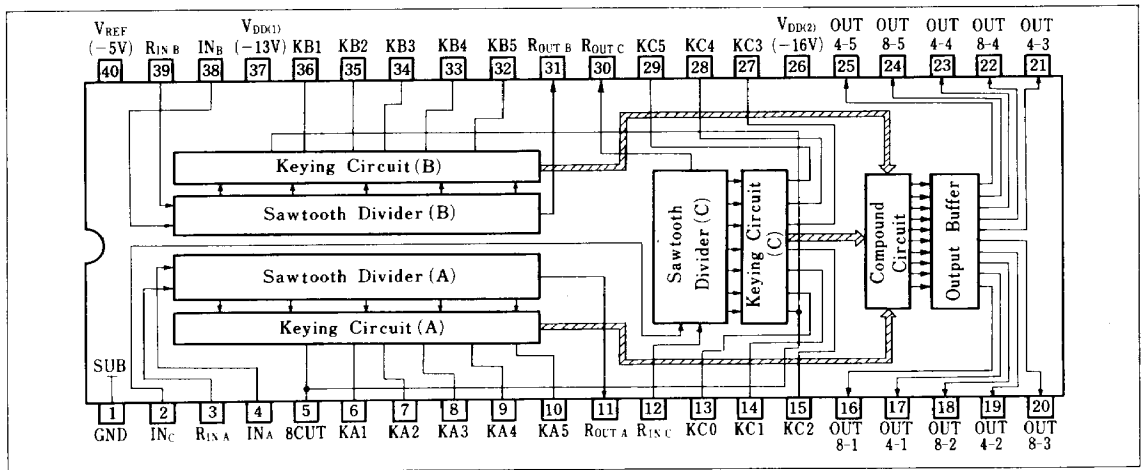 VREF (−5V) RIN B INB VDD(1) (−13V) KB1 KB2 KB3 KB4 KB5 ROUT B ROUT C KC5 KC4 KC3 VDD(2) (−16V) OUT 4-5 OUT 8-5 OUT 4-4 OUT 8-4 OUT 4-3
40 39 38 37 36 35 34 33 32 31 30 29 28 27 26 25 24 23 22 21
Keying Circuit (B)
Sawtooth Divider (B)
Sawtooth Divider (A)
Keying Circuit (A)
Sawtooth Divider (C)
Keying Circuit (C)
Compound Circuit
Output Buffer
SUB
1 2 3 4 5 6 7 8 9 10 11 12 13 14 15 16 17 18 19 20
GND INC RIN A INA 8CUT KA1 KA2 KA3 KA4 KA5 ROUT A RIN C KC0 KC1 KC2 OUT 8-1 OUT 4-1 OUT 8-2 OUT 4-2 OUT 8-3